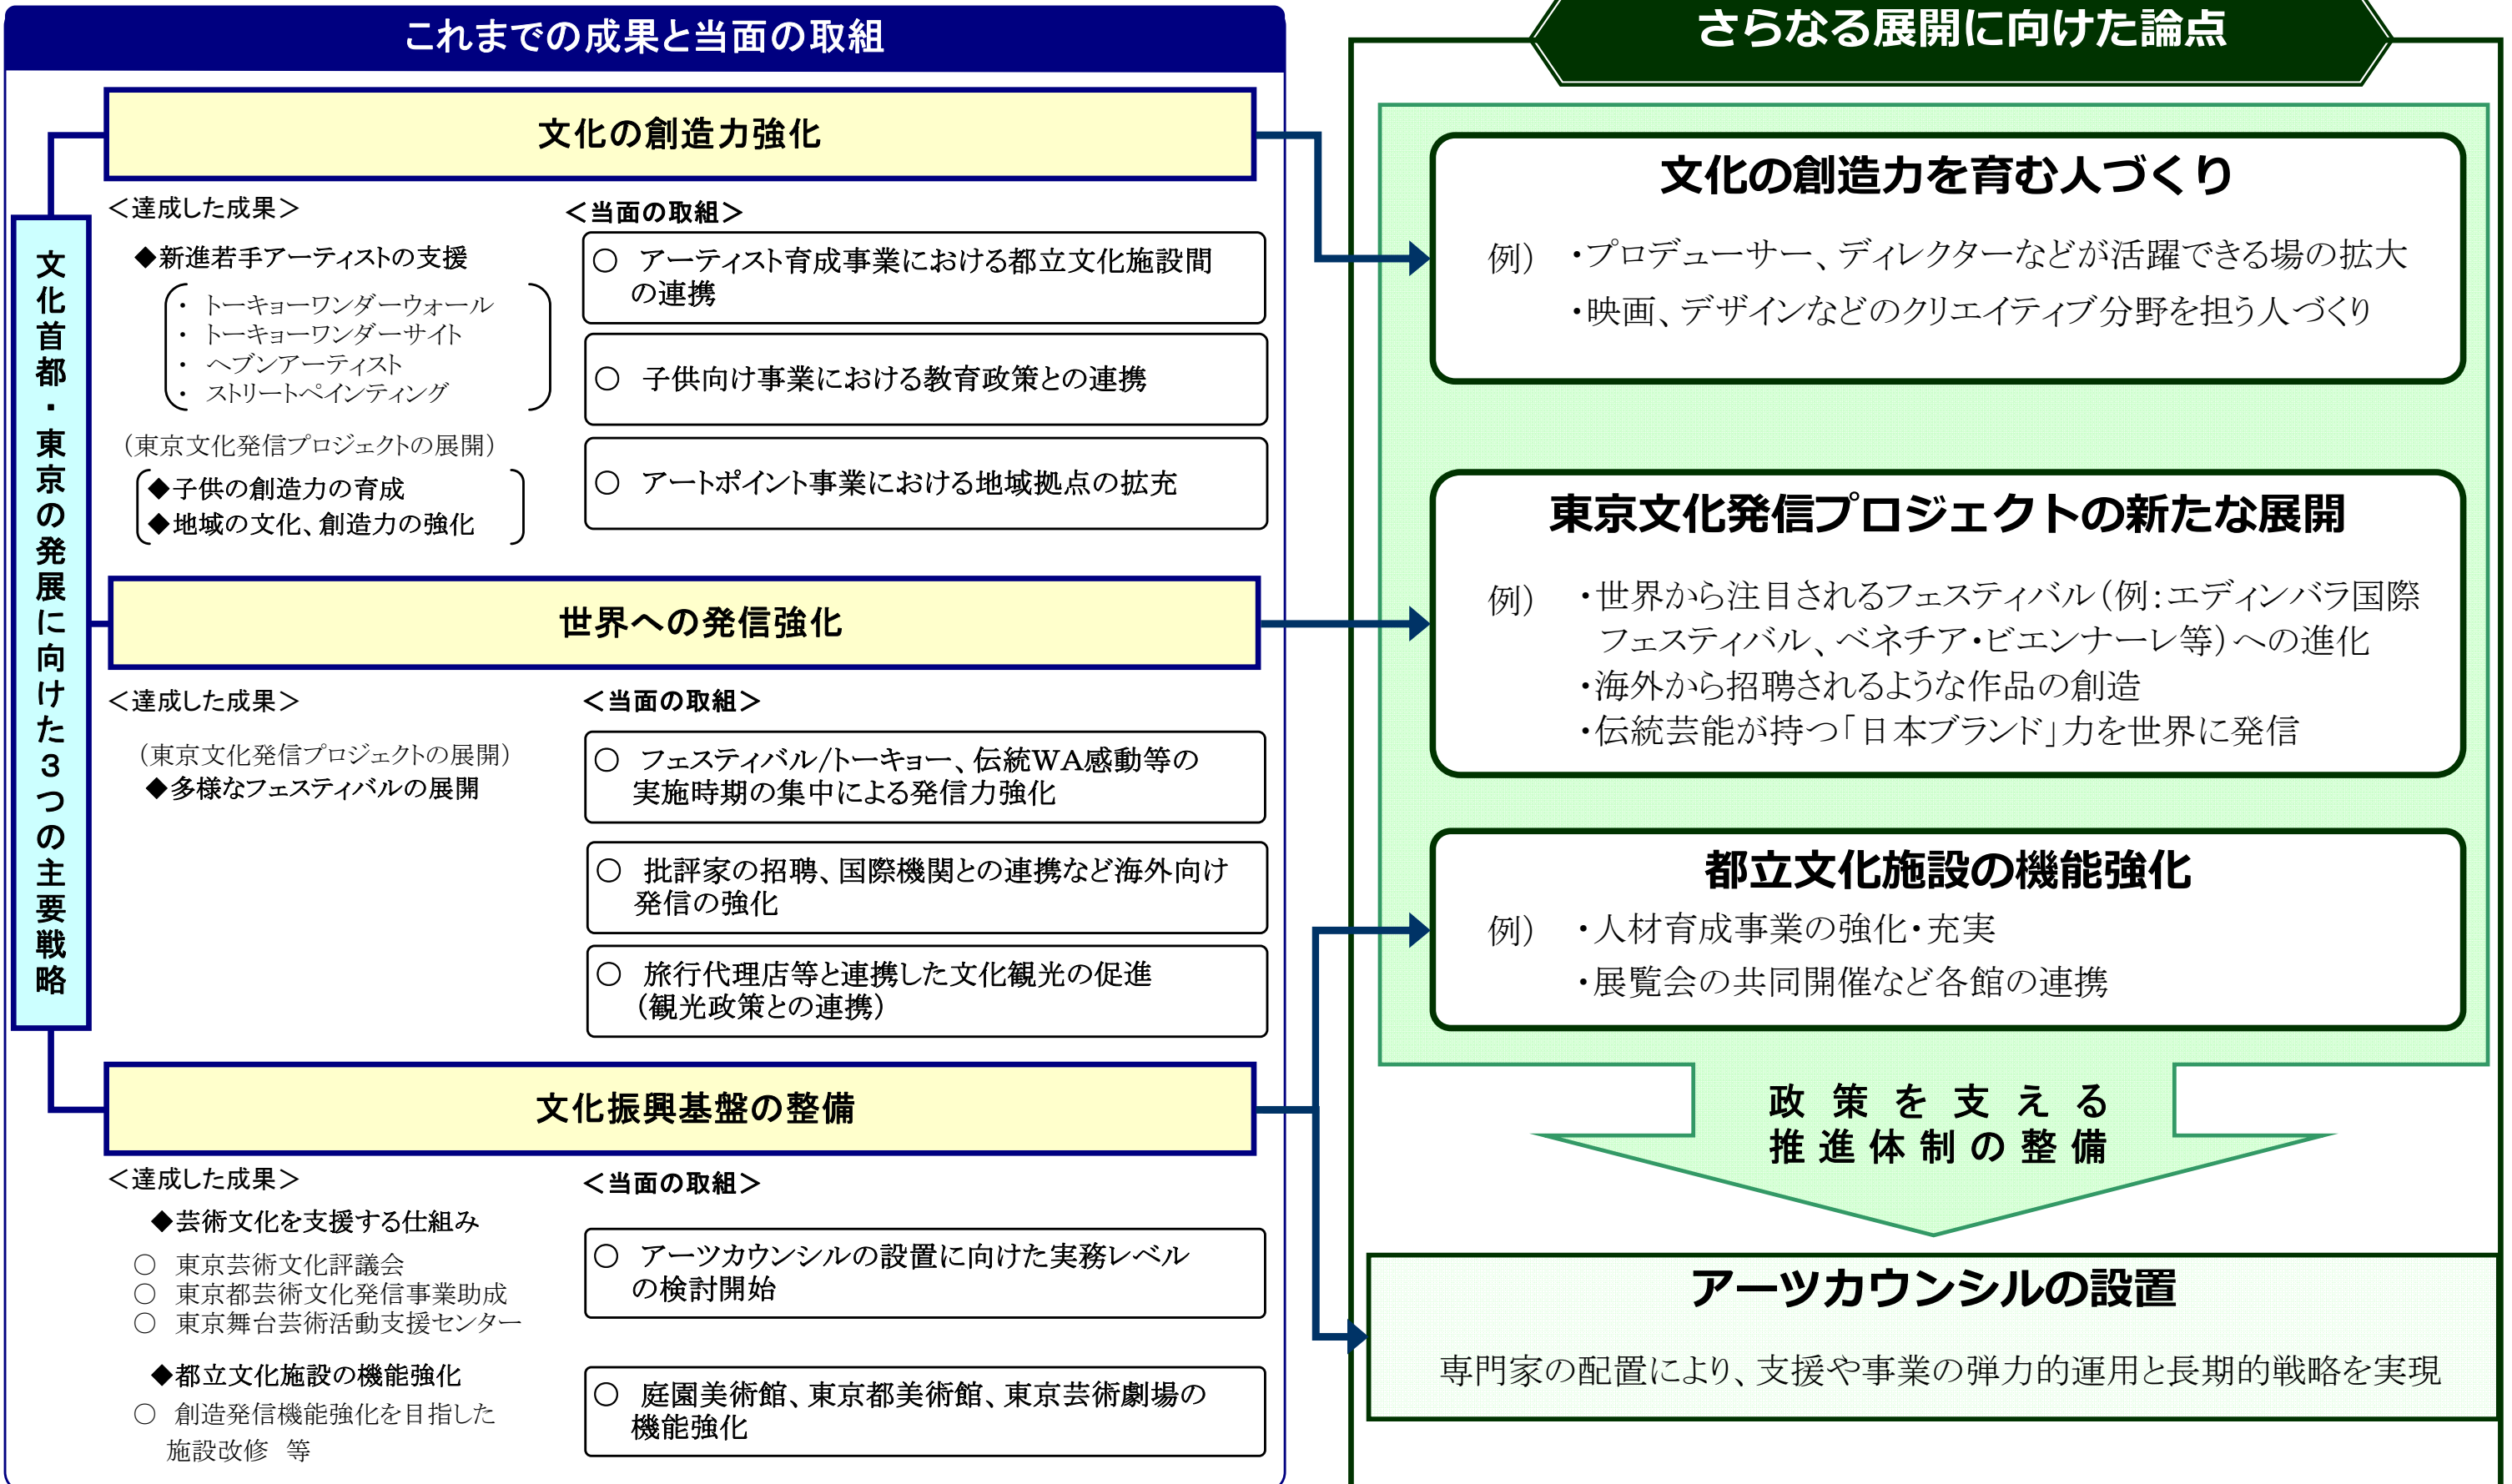 これまでの成果と当面の取組
文化首都・東京の発展に向けた３つの主要戦略
文化の創造力強化
＜達成した成果＞
◆新進若手アーティストの支援
・ トーキョーワンダーウォール
・ トーキョーワンダーサイト
・ ヘブンアーティスト
・ ストリートペインティング
（東京文化発信プロジェクトの展開）
◆子供の創造力の育成
◆地域の文化、創造力の強化
＜当面の取組＞
○ アーティスト育成事業における都立文化施設間
の連携
○ 子供向け事業における教育政策との連携
○ アートポイント事業における地域拠点の拡充
世界への発信強化
＜達成した成果＞
（東京文化発信プロジェクトの展開）
◆多様なフェスティバルの展開
＜当面の取組＞
○ フェスティバル/トーキョー、伝統WA感動等の
実施時期の集中による発信力強化
○ 批評家の招聘、国際機関との連携など海外向け
発信の強化
○ 旅行代理店等と連携した文化観光の促進
（観光政策との連携）
文化振興基盤の整備
＜達成した成果＞
◆芸術文化を支援する仕組み
○ 東京芸術文化評議会
○ 東京都芸術文化発信事業助成
○ 東京舞台芸術活動支援センター
◆都立文化施設の機能強化
○ 創造発信機能強化を目指した
施設改修 等
＜当面の取組＞
○ アーツカウンシルの設置に向けた実務レベル
の検討開始
○ 庭園美術館、東京都美術館、東京芸術劇場の
機能強化
さらなる展開に向けた論点
文化の創造力を育む人づくり
例） ・プロデューサー、ディレクターなどが活躍できる場の拡大
・映画、デザインなどのクリエイティブ分野を担う人づくり
東京文化発信プロジェクトの新たな展開
例） ・世界から注目されるフェスティバル（例：エディンバラ国際
フェスティバル、ベネチア・ビエンナーレ等）への進化
・海外から招聘されるような作品の創造
・伝統芸能が持つ「日本ブランド」力を世界に発信
都立文化施設の機能強化
例） ・人材育成事業の強化・充実
・展覧会の共同開催など各館の連携
政策を支える
推進体制の整備
アーツカウンシルの設置
専門家の配置により、支援や事業の弾力的運用と長期的戦略を実現